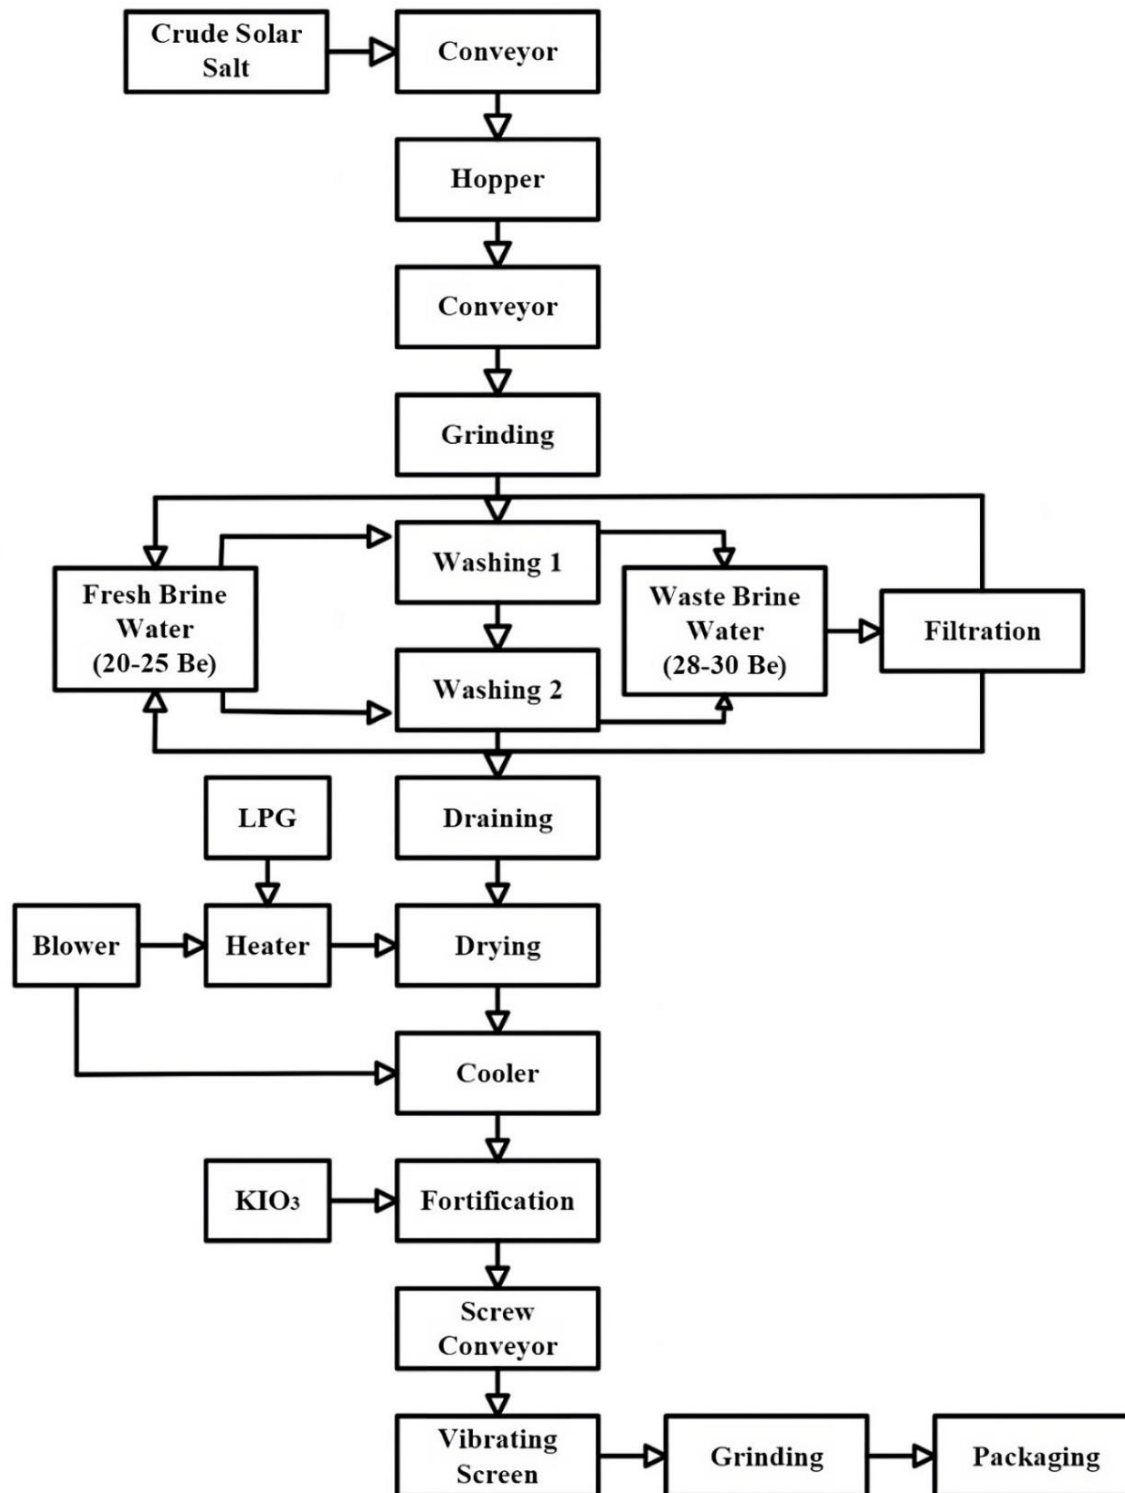 Crude Solar
Salt
Conveyor
Hopper
Conveyor
Grinding
Washing 1
Fresh Brine
Water
(20-25 Be)
Waste Brine
Water
(28-30 Be)
Filtration
Washing 2
LPG
Draining
Blower
Heater
Drying
Cooler
KIO₃
Fortification
Screw
Conveyor
Vibrating
Screen
Grinding
Packaging